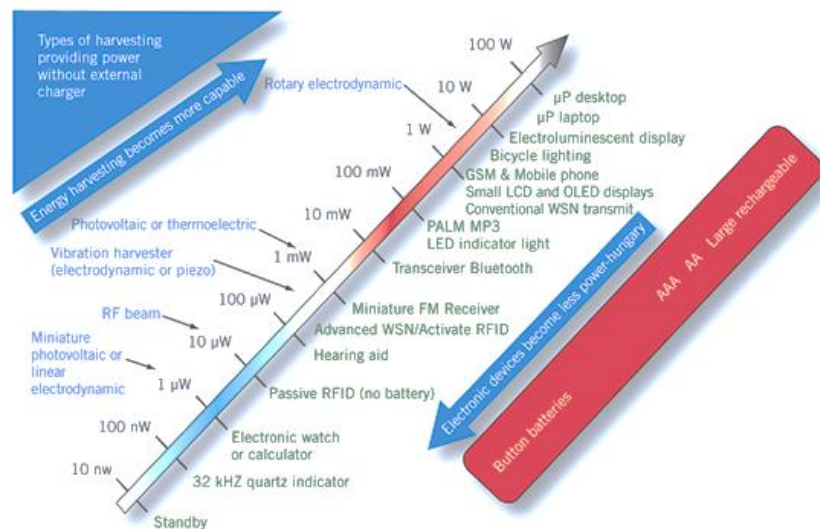 Types of harvesting
providing power
without external
charger
Energy harvesting becomes more capable
Rotary electrodynamic
Photovoltaic or thermoelectric
Vibration harvester
(electrodynamic or piezo)
RF beam
Miniature
photovoltaic or
linear
electrodynamic
100 W
10 W
1 W
100 mW
10 mW
1 mW
100 µW
10 µW
1 µW
100 nW
10 nw
µP desktop
µP laptop
Electroluminescent display
Bicycle lighting
GSM & Mobile phone
Small LCD and OLED displays
Conventional WSN transmit
PALM MP3
LED indicator light
Transceiver Bluetooth
Miniature FM Receiver
Advanced WSN/Activate RFID
Hearing aid
Passive RFID (no battery)
Electronic watch
or calculator
32 kHZ quartz indicator
Standby
Electronic devices become less power-hungry
Button batteries AAA AA Large rechargeable